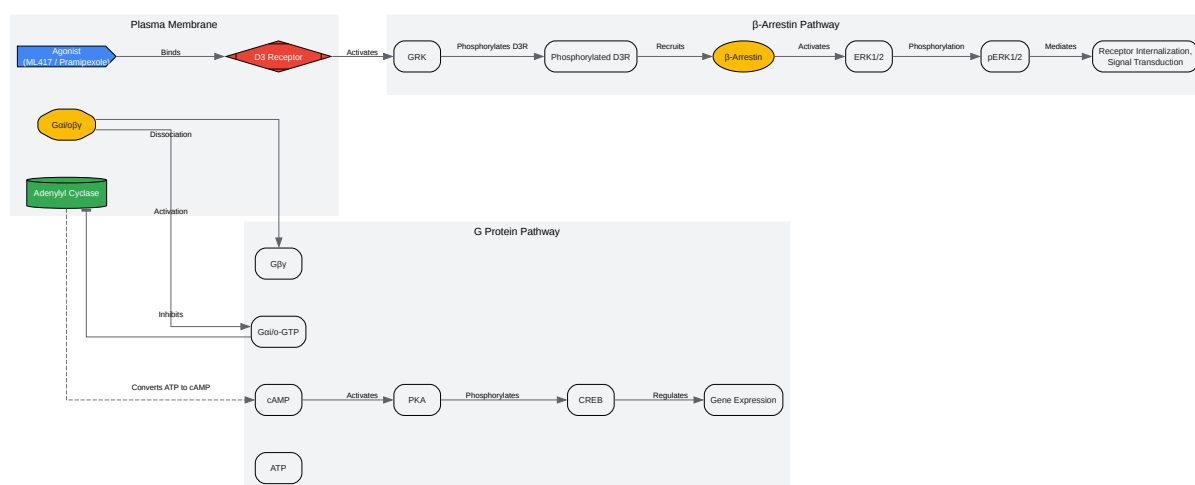 Plasma Membrane
β-Arrestin Pathway
Agonist
(ML417 / Pramipexole)
Binds
D3 Receptor
Activates
GRK
Phosphorylates D3R
Phosphorylated D3R
Recruits
β-Arrestin
Activates
ERK1/2
Phosphorylation
pERK1/2
Mediates
Receptor Internalization,
Signal Transduction
Gαi/oβγ
Dissociation
Adenylyl Cyclase
Activation
G Protein Pathway
Gβγ
Inhibits
Gαi/o-GTP
Converts ATP to cAMP
cAMP
Activates
PKA
Phosphorylates
CREB
Regulates
Gene Expression
ATP